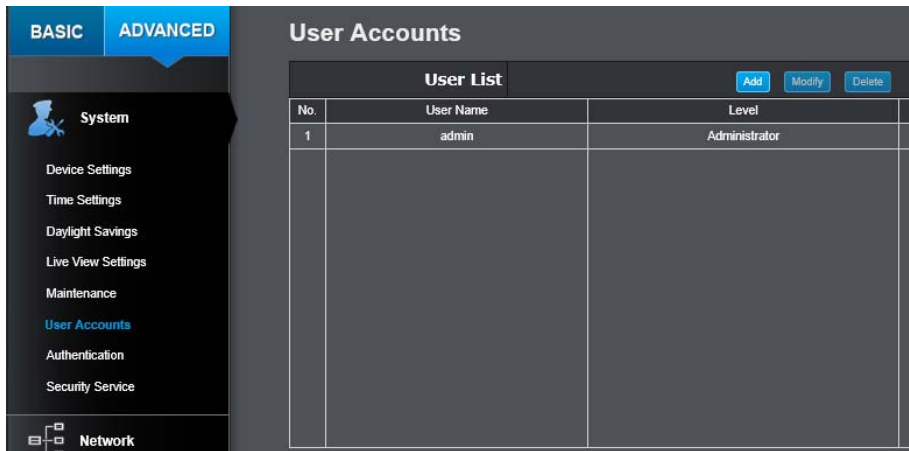 BASIC ADVANCED
User Accounts
User List Add Modify Delete
System
No. User Name Level
1 admin Administrator
Device Settings
Time Settings
Daylight Savings
Live View Settings
Maintenance
User Accounts
Authentication
Security Service
Network